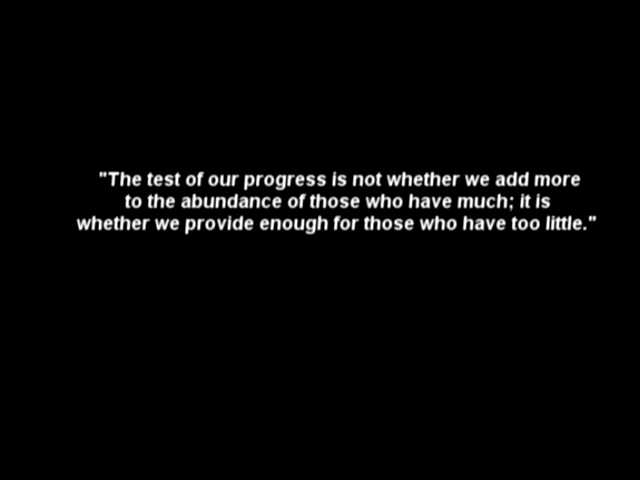 "The test of our progress is not whether we add more
to the abundance of those who have much; it is
whether we provide enough for those who have too little."